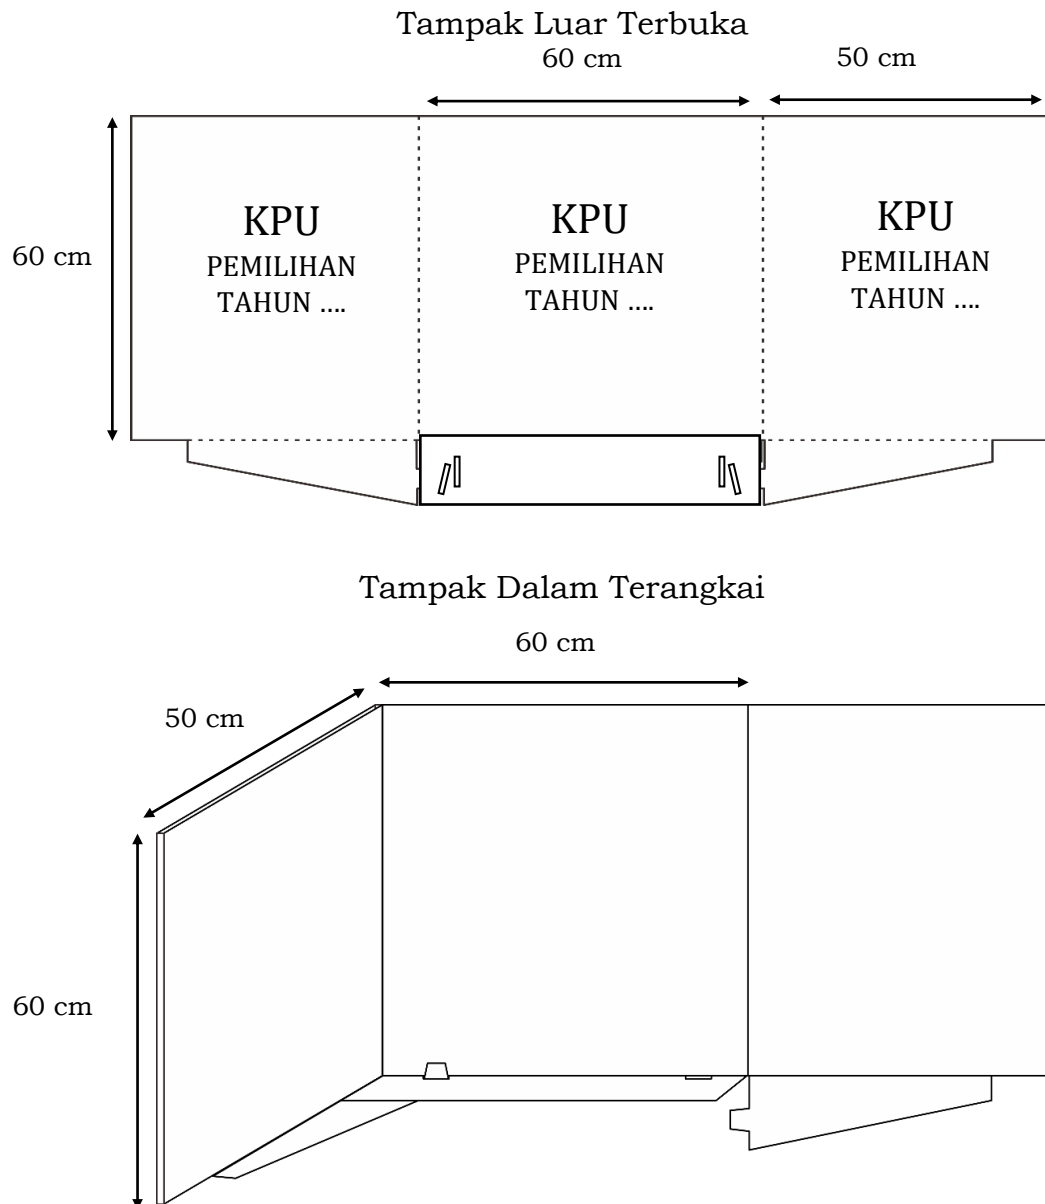 Tampak Luar Terbuka
60 cm
50 cm
60 cm
KPU
PEMILIHAN
TAHUN ....
KPU
PEMILIHAN
TAHUN ....
KPU
PEMILIHAN
TAHUN ....
Tampak Dalam Terangkai
60 cm
50 cm
60 cm